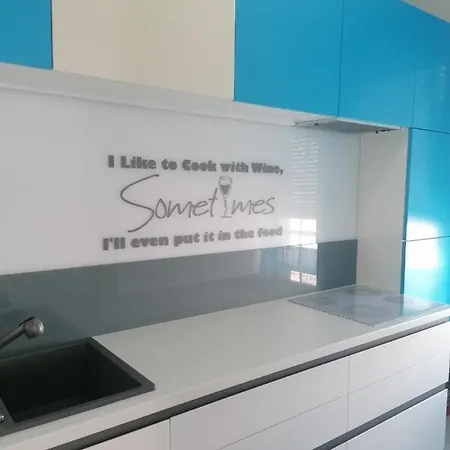 I Like to Cook with Wine,
Sometimes
I'll even put it in the food